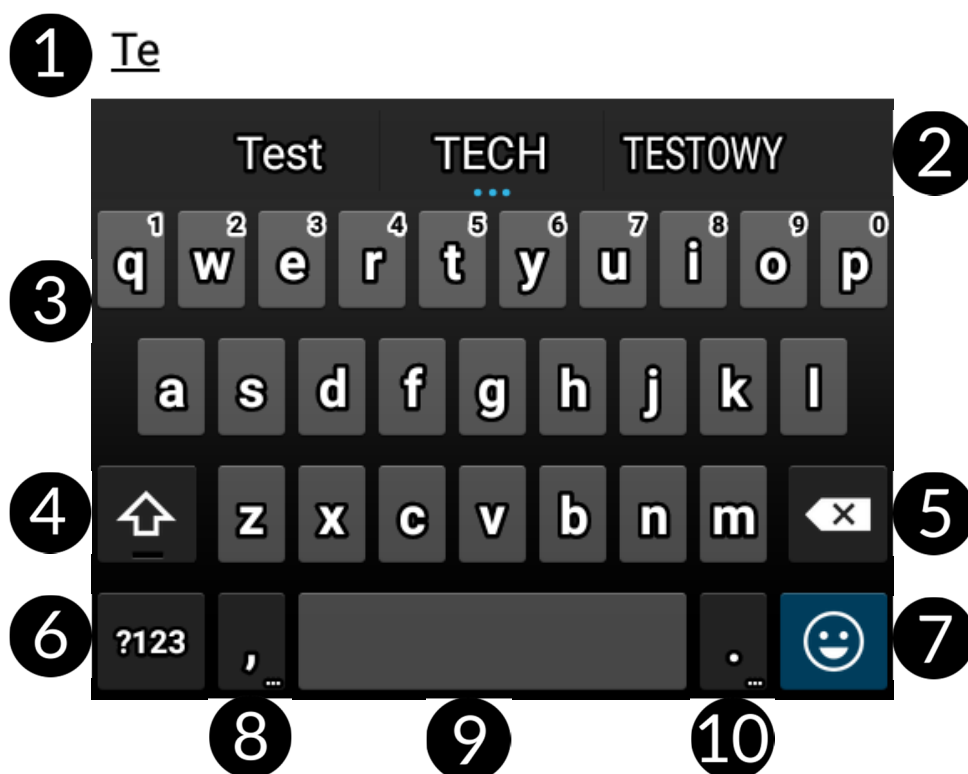 1 Te
Test TECH TESTOWY 2
1 2 3 4 5 6 7 8 9 0
3 q w e r t y u i o p
a s d f g h j k l
4 z x c v b n m 5
6 ?123 , . 7
8 9 10